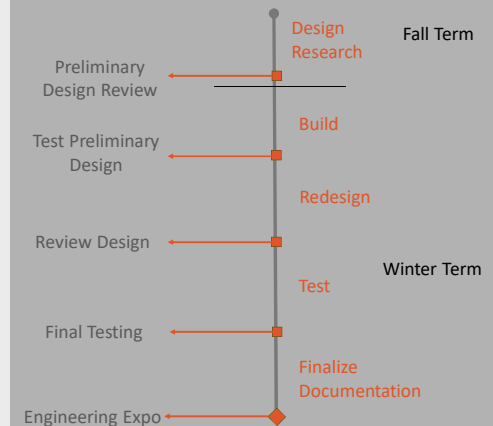 Design
Research
Fall Term
Preliminary
Design Review
Build
Test Preliminary
Design
Redesign
Review Design
Winter Term
Test
Final Testing
Finalize
Documentation
Engineering Expo